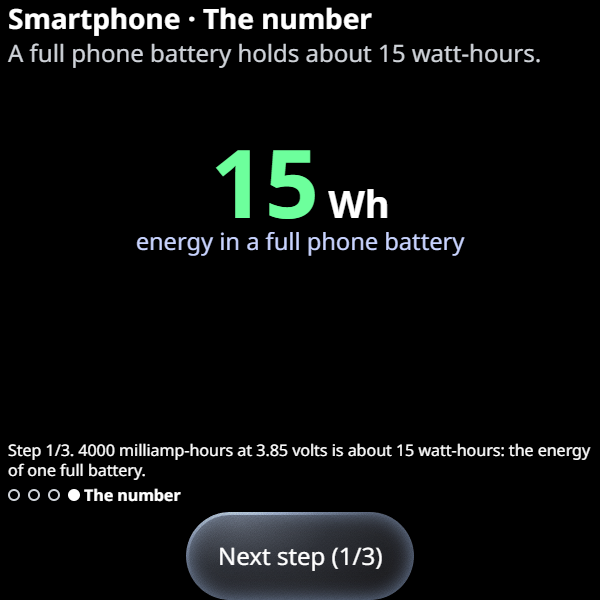 Smartphone · The number
A full phone battery holds about 15 watt-hours.
15 Wh
energy in a full phone battery
Step 1/3. 4000 milliamp-hours at 3.85 volts is about 15 watt-hours: the energy
of one full battery.
The number
Next step (1/3)